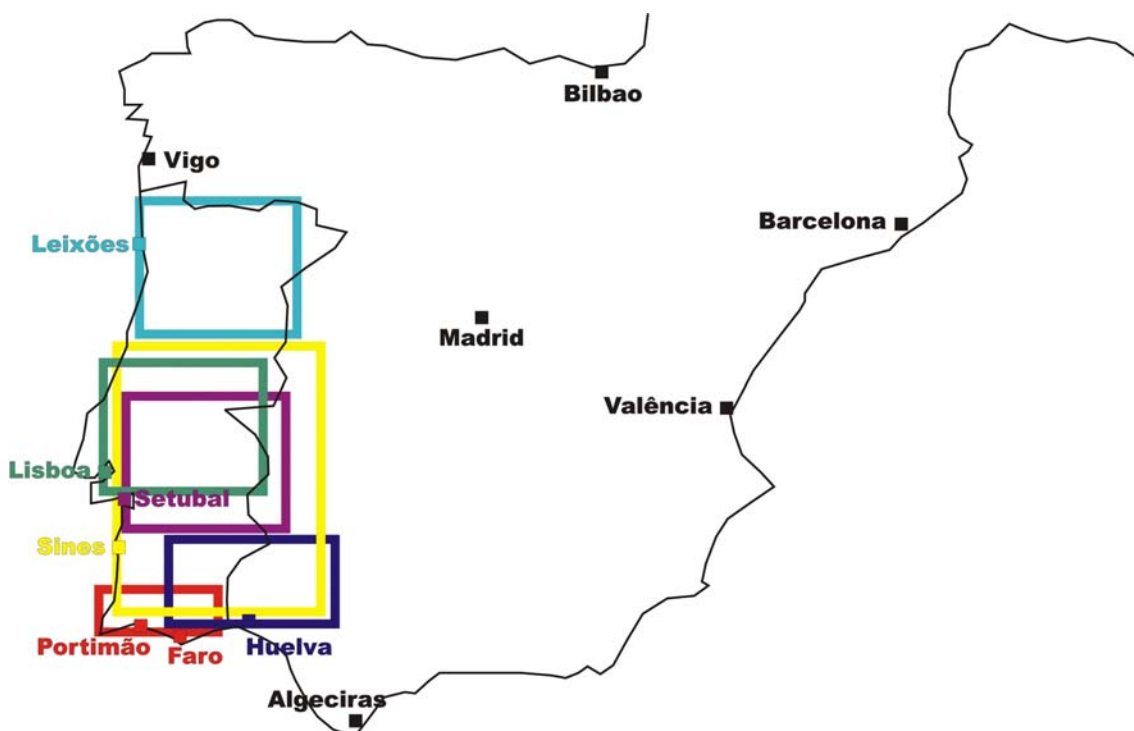 Bilbao
Vigo
Barcelona
Leixões
Madrid
Valência
Lisboa
Setubal
Sines
Portimão
Faro
Huelva
Algeciras